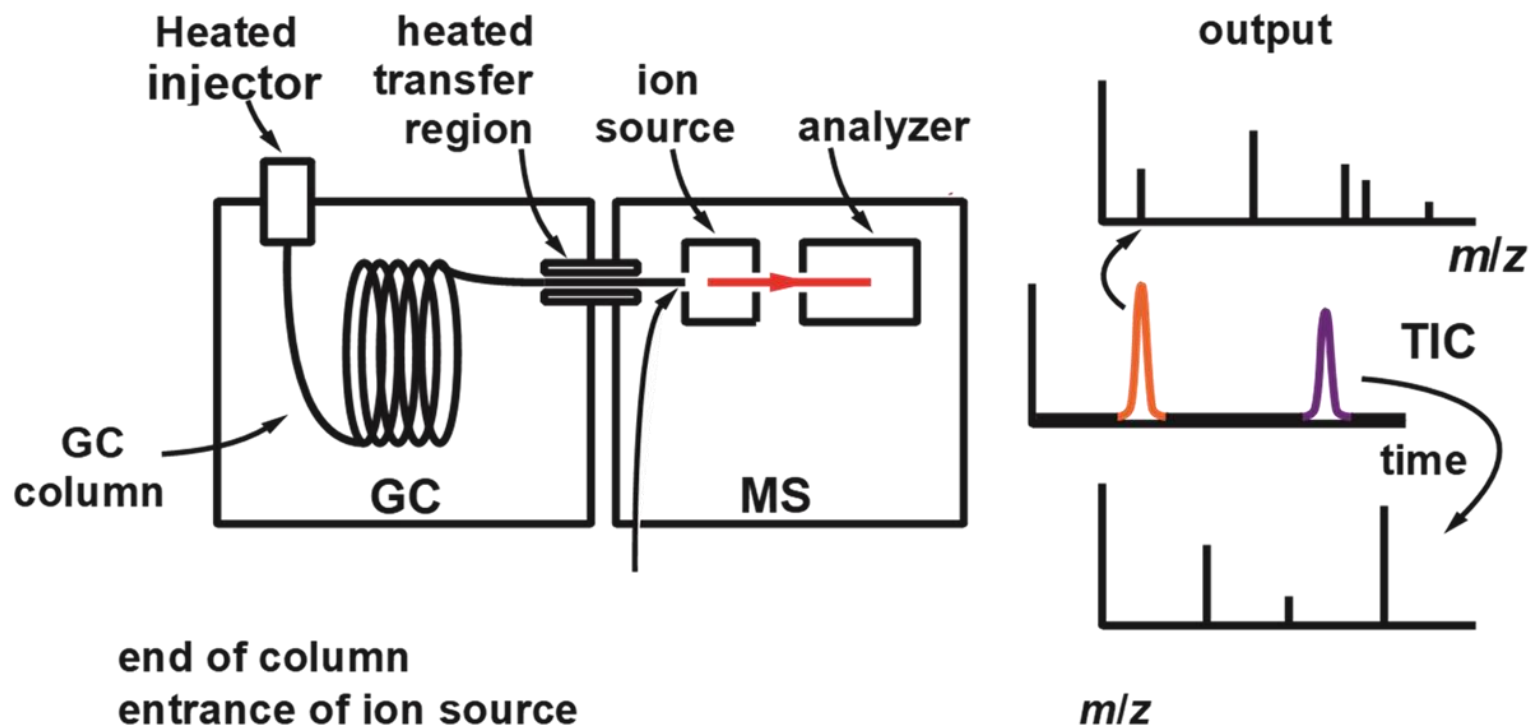 Heated
injector
heated
transfer
region
ion
source
analyzer
output
m/z
GC
column
GC
MS
TIC
time
end of column
entrance of ion source
m/z